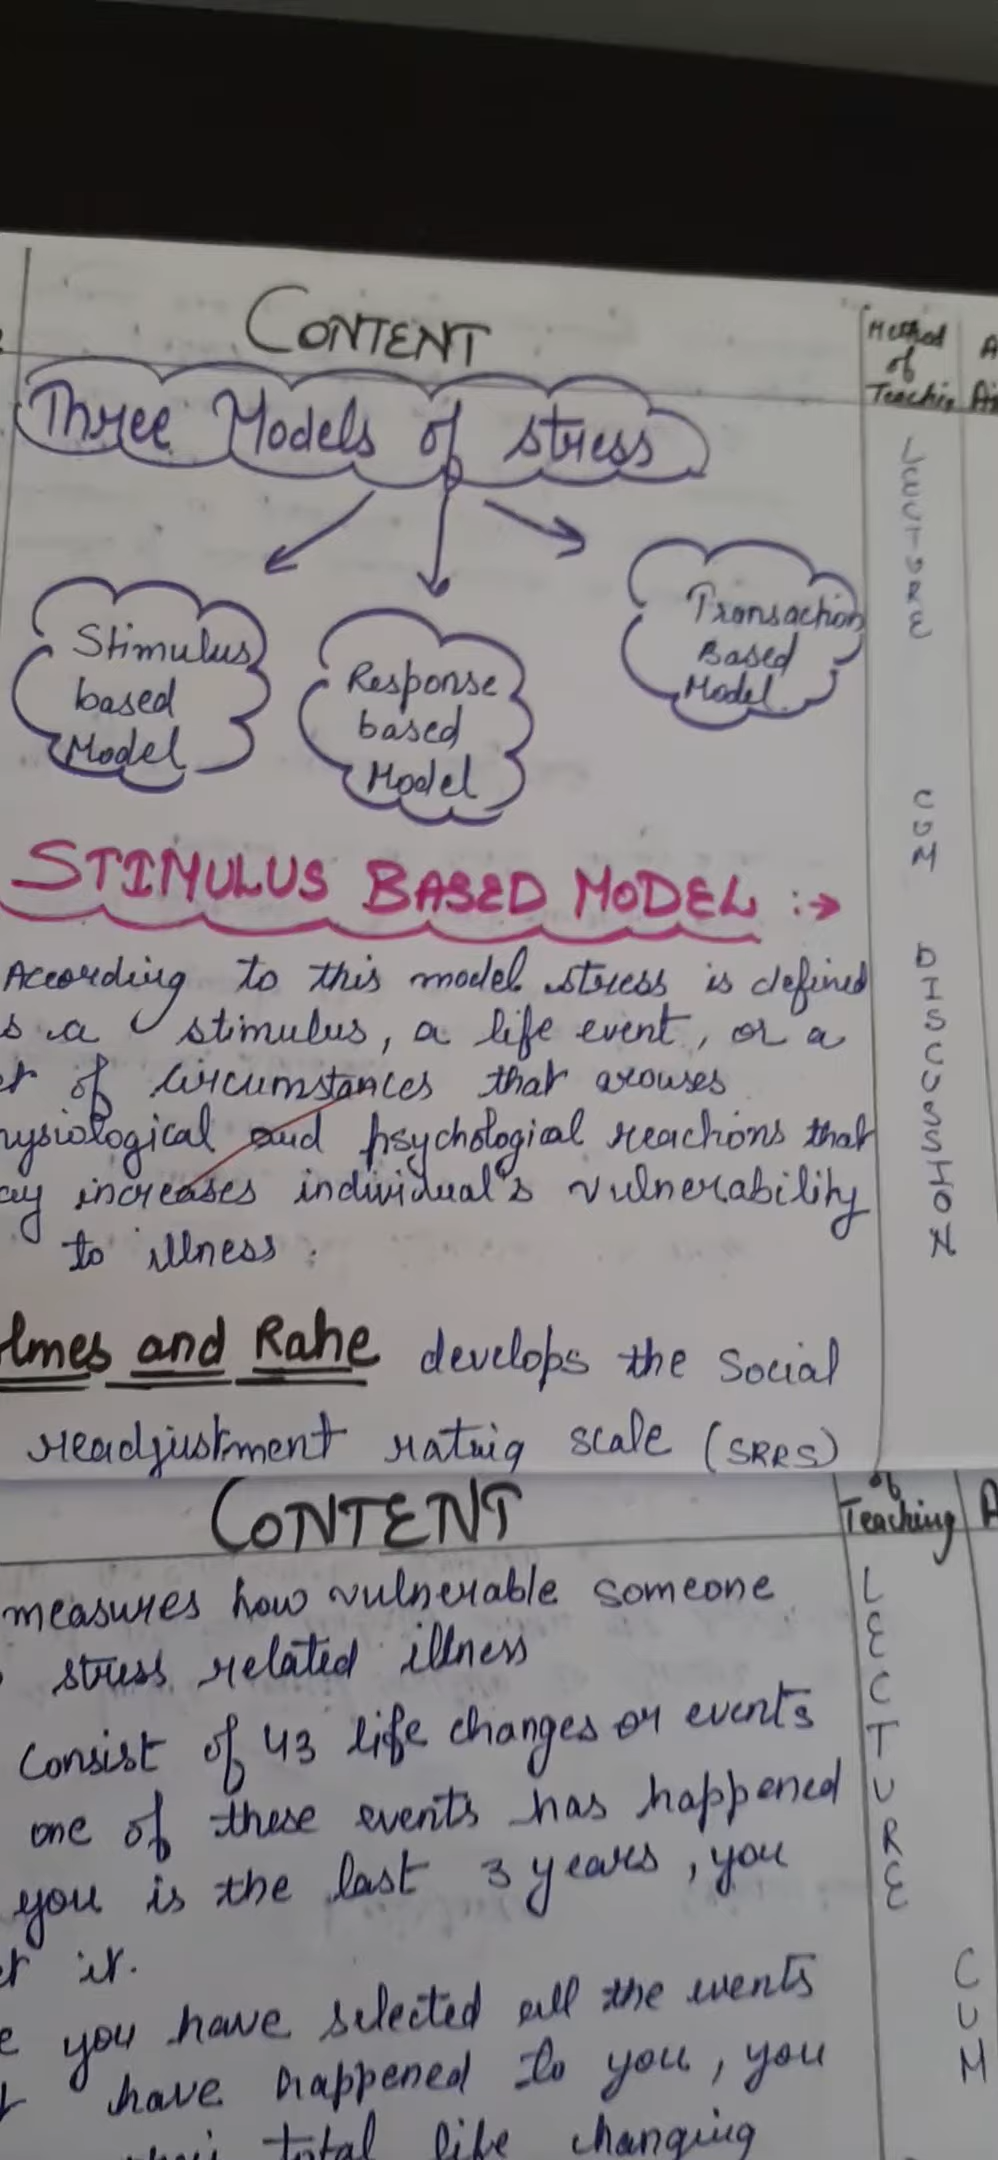 CONTENT
Method
of
Teachin
Three Models of stress
Stimulus
based
Model
Response
based
Model
Transaction
Based
Model
LECTURE
CUM
DISCUSSION
STIMULUS BASED MODEL :→
According to this model stress is defined
s a stimulus, a life event, or a
of circumstances that arouses
ysiological and psychological reactions that
ay increases individual's vulnerability
to illness.
lmes and Rahe develops the Social
readjustment rating scale (SRRS)
CONTENT
of
Teaching
measures how vulnerable someone
stress related illness
Consist of 43 life changes or events
one of these events has happened
you is the last 3 years, you
it.
e you have selected all the events
have happened to you, you
total life changing
LECTURE
CUM